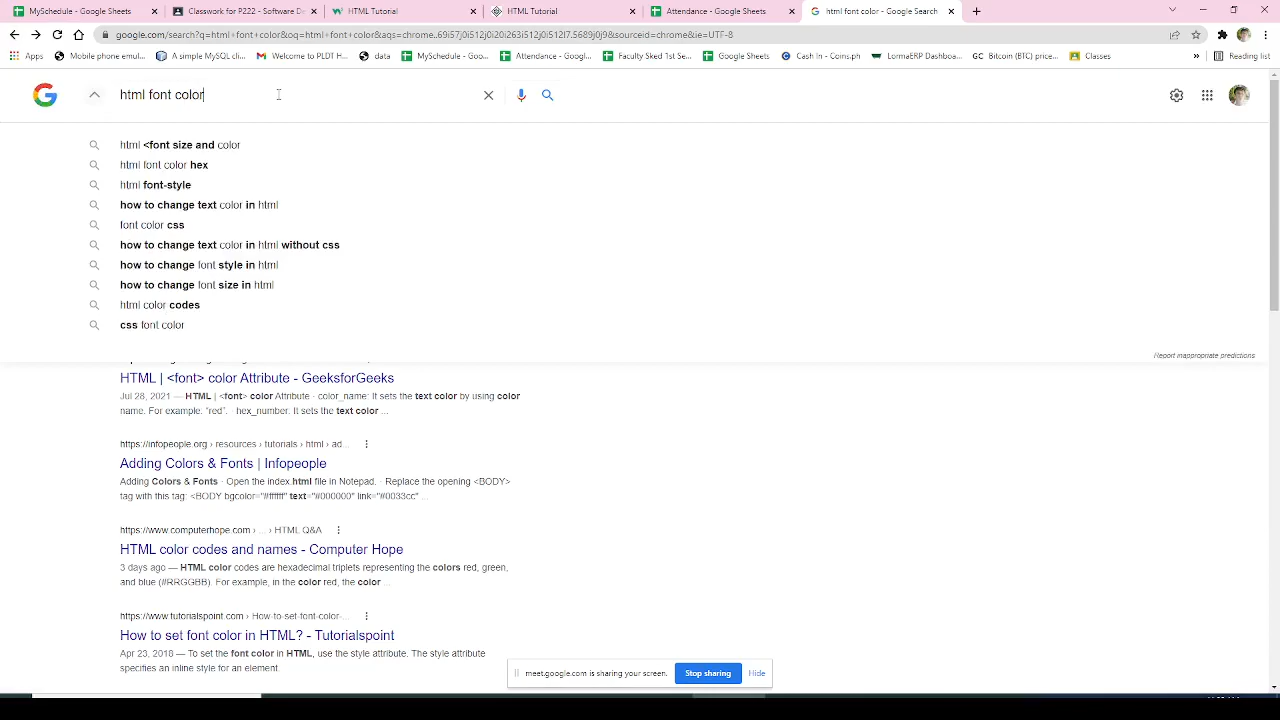 MySchedule - Google Sheets
Classwork for P222 - Software De
HTML Tutorial
HTML Tutorial
Attendance - Google Sheets
html font color - Google Search
google.com/search?q=html+font+color&oq=html+font+color&aqs=chrome..69i57j0i512j0i20i263i512j0i512l7.5689j0j9&sourceid=chrome&ie=UTF-8
Apps
Mobile phone emul...
A simple MySQL cli...
Welcome to PLDT H...
data
MySchedule - Goo...
Attendance - Googl...
Faculty Sked 1st Se...
Google Sheets
Cash In - Coins.ph
LormaERP Dashboa...
GC Bitcoin (BTC) price...
Classes
»
Reading list
html font color
html <font size and color
html font color hex
html font-style
how to change text color in html
font color css
how to change text color in html without css
how to change font style in html
how to change font size in html
html color codes
css font color
Report inappropriate predictions
HTML | <font> color Attribute - GeeksforGeeks
Jul 28, 2021 — HTML | <font> color Attribute · color_name: It sets the text color by using color
name. For example: "red". · hex_number: It sets the text color ...
https://infopeople.org › resources › tutorials › html › ad...
Adding Colors & Fonts | Infopeople
Adding Colors & Fonts · Open the index.html file in Notepad. · Replace the opening <BODY>
tag with this tag: <BODY bgcolor="#ffffff" text="#000000" link="#0033cc" ...
https://www.computerhope.com › ... › HTML Q&A
HTML color codes and names - Computer Hope
3 days ago — HTML color codes are hexadecimal triplets representing the colors red, green,
and blue (#RRGGBB). For example, in the color red, the color ...
https://www.tutorialspoint.com › How-to-set-font-color-...
How to set font color in HTML? - Tutorialspoint
Apr 23, 2018 — To set the font color in HTML, use the style attribute. The style attribute
specifies an inline style for an element.
meet.google.com is sharing your screen.
Stop sharing
Hide